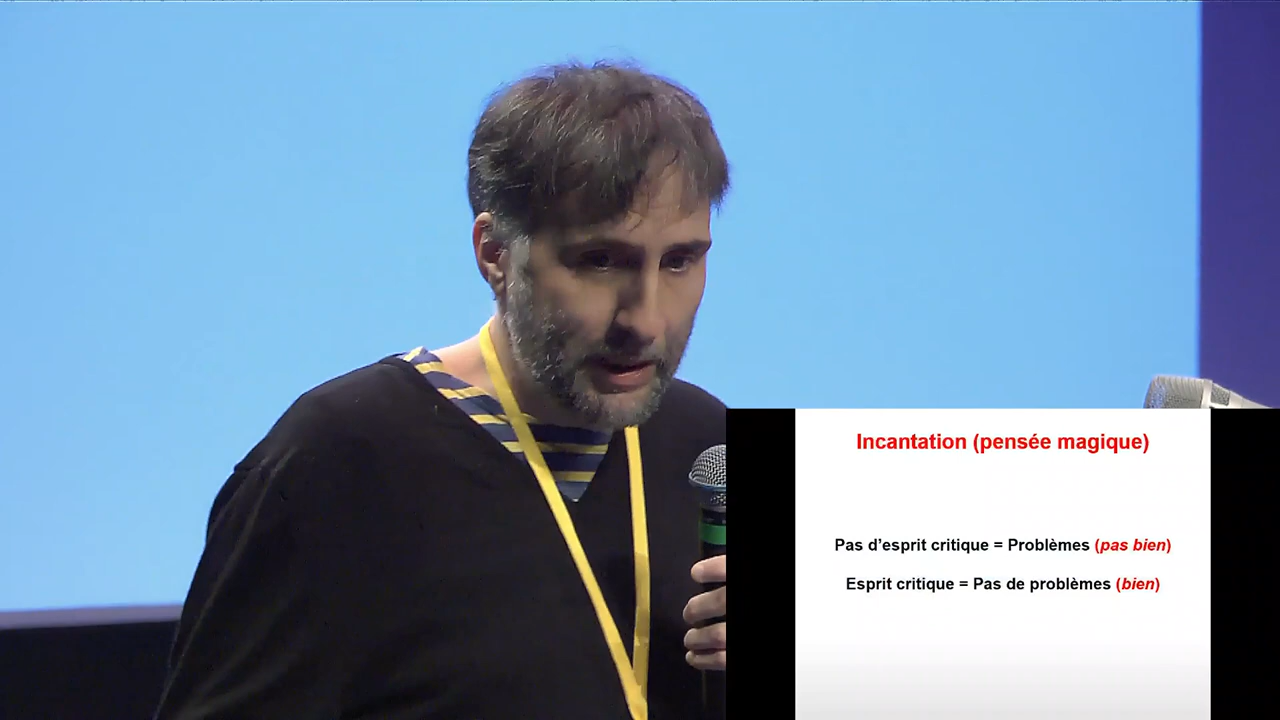 Incantation (pensée magique)
Pas d’esprit critique = Problèmes (pas bien)
Esprit critique = Pas de problèmes (bien)